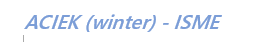 ACIEK (winter) - ISME